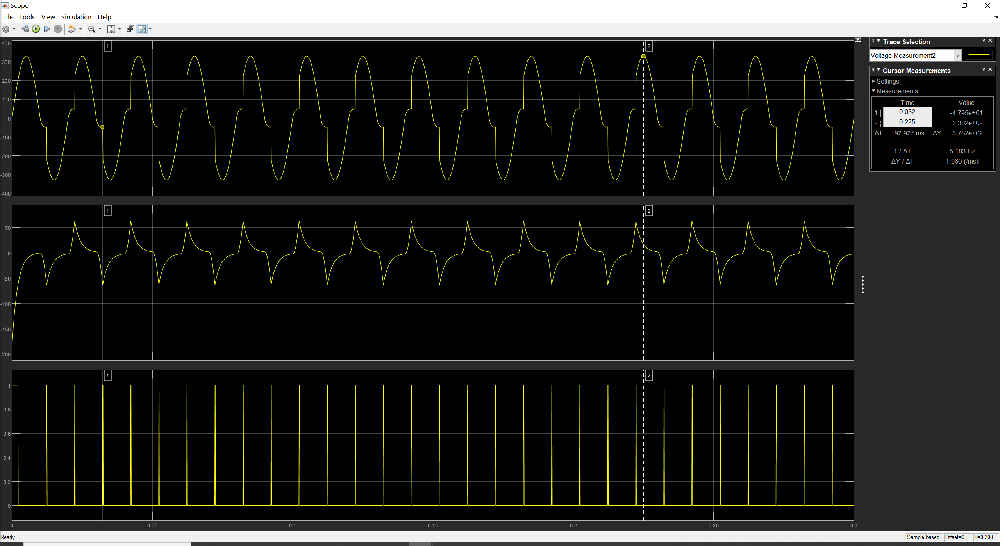 Scope
File Tools View Simulation Help
400
300
200
100
0
-100
-200
-300
-400
1
2
50
0
-50
-100
-150
-200
1
2
1
0.8
0.6
0.4
0.2
0
1
2
0 0.05 0.1 0.15 0.2 0.25 0.3
Trace Selection
Voltage Measurement2
Cursor Measurements
Settings
Measurements
Time Value
1 | 0.032 -4.795e+01
2 ¦ 0.225 3.302e+02
ΔT 192.927 ms ΔY 3.782e+02
1 / ΔT 5.183 Hz
ΔY / ΔT 1.960 (/ms)
Ready
Sample based Offset=0 T=0.300